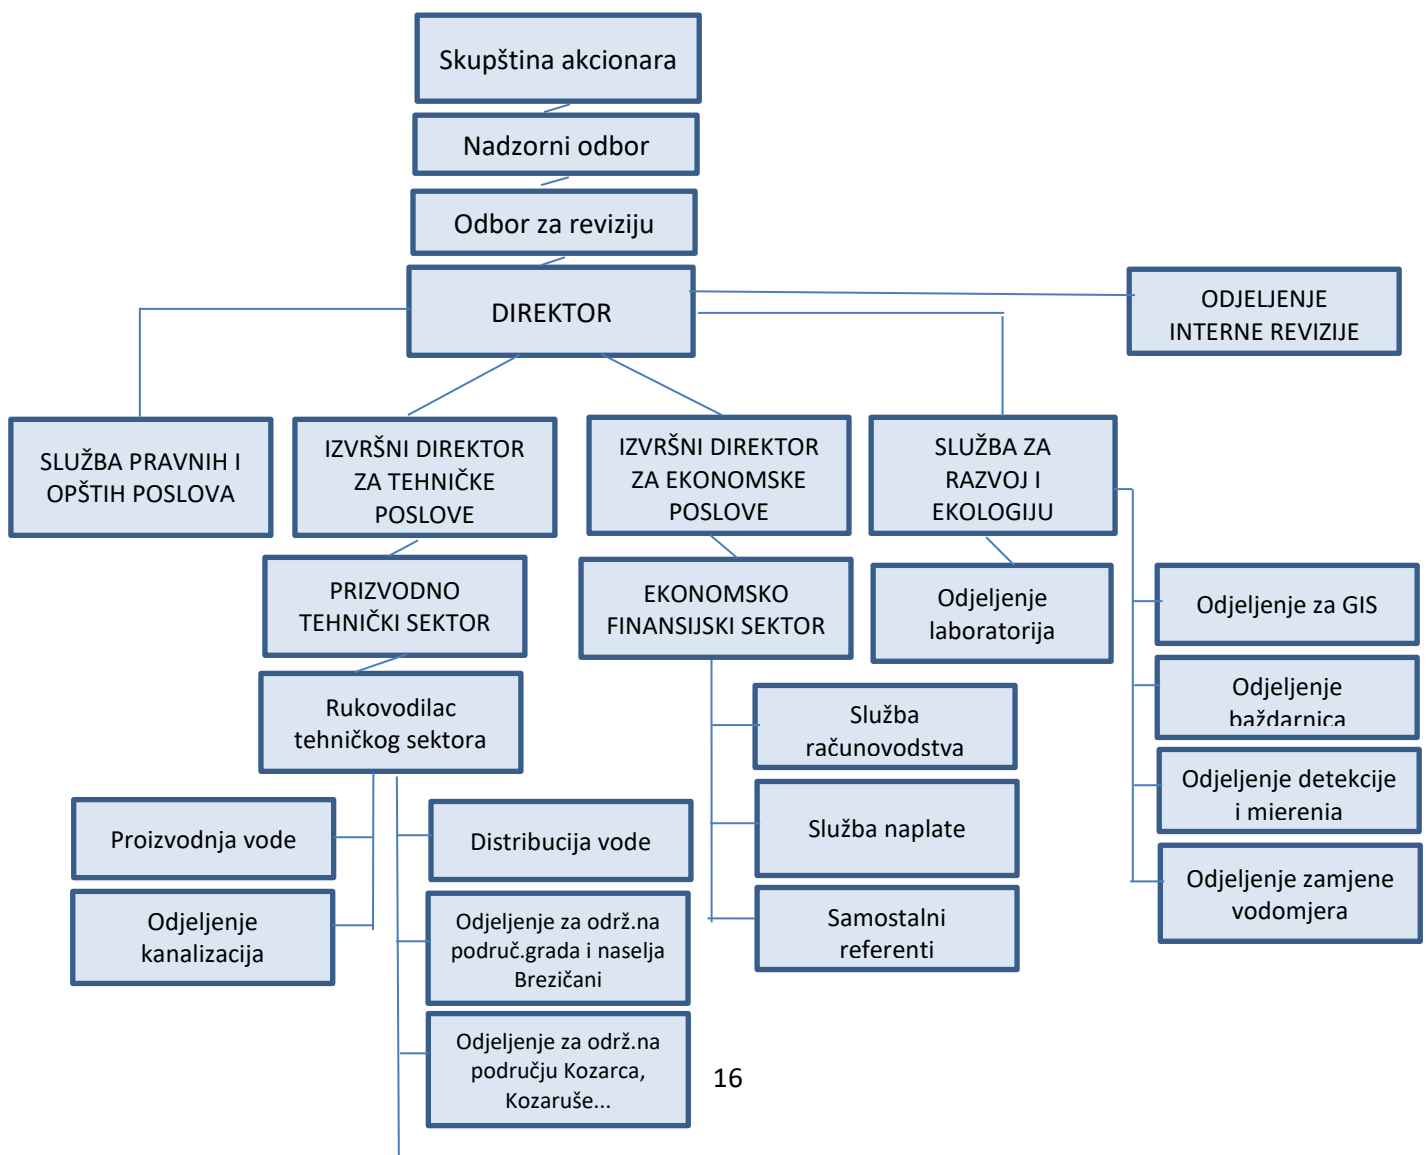 Skupština akcionara
Nadzorni odbor
Odbor za reviziju
DIREKTOR
ODJELJENJE
INTERNE REVIZIJE
SLUŽBA PRAVNIH I
OPŠTIH POSLOVA
IZVRŠNI DIREKTOR
ZA TEHNIČKE
POSLOVE
IZVRŠNI DIREKTOR
ZA EKONOMSKE
POSLOVE
SLUŽBA ZA
RAZVOJ I
EKOLOGIJU
PRIZVODNO
TEHNIČKI SEKTOR
EKONOMSKO
FINANSIJSKI SEKTOR
Odjeljenje
laboratorija
Odjeljenje za GIS
Rukovodilac
tehničkog sektora
Služba
računovodstva
Odjeljenje
baždarnica
Odjeljenje detekcije
i mjerenja
Proizvodnja vode
Distribucija vode
Služba naplate
Odjeljenje zamjene
vodomjera
Odjeljenje
kanalizacija
Odjeljenje za održ.na
područ.grada i naselja
Brezičani
Samostalni
referenti
Odjeljenje za održ.na
području Kozarca,
Kozaruše...
16